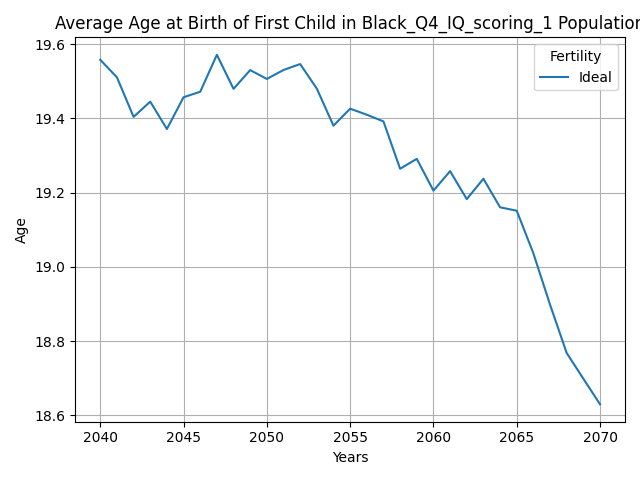 Average Age at Birth of First Child in Black_Q4_IQ_scoring_1 Population
Fertility
Ideal
19.6
19.4
19.2
19.0
18.8
18.6
Age
2040
2045
2050
2055
2060
2065
2070
Years